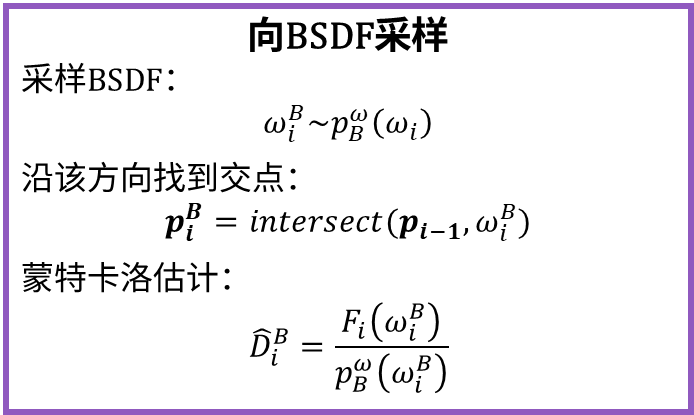 向BSDF采样
采样BSDF：
ω_i^B~p_B^ω(ω_i)
沿该方向找到交点：
p_i^B = intersect(p_{i−1}, ω_i^B)
蒙特卡洛估计：
D̂_i^B = F_i(ω_i^B) / p_B^ω(ω_i^B)